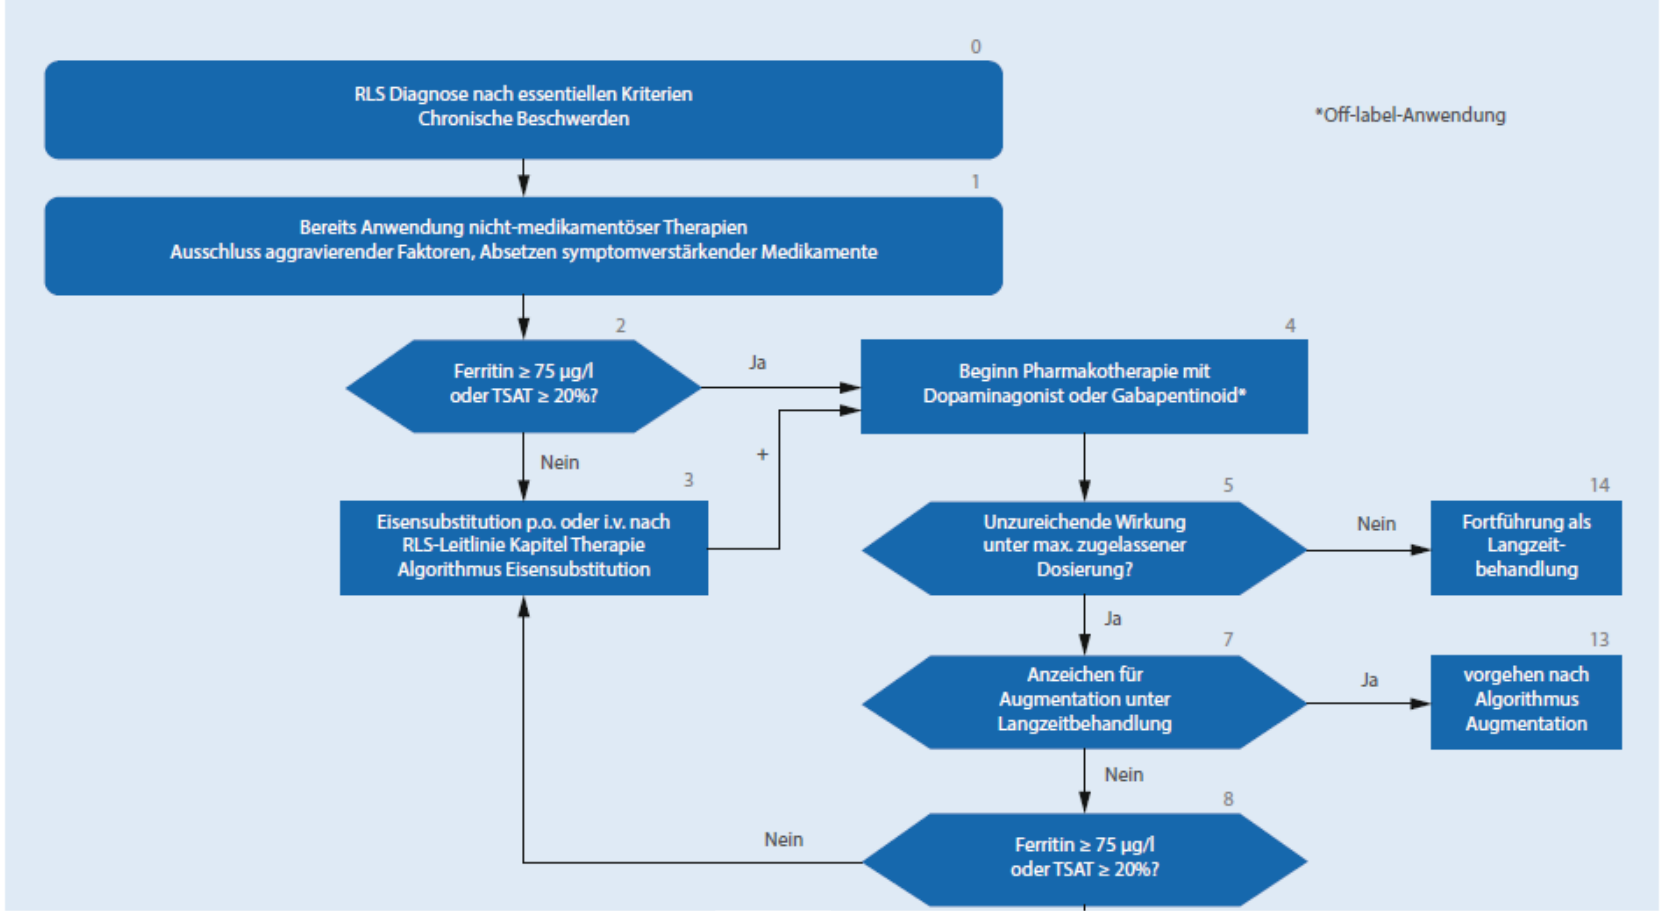 0
RLS Diagnose nach essentiellen Kriterien
Chronische Beschwerden
*Off-label-Anwendung
1
Bereits Anwendung nicht-medikamentöser Therapien
Ausschluss aggravierender Faktoren, Absetzen symptomverstärkender Medikamente
2
Ferritin ≥ 75 µg/l
oder TSAT ≥ 20%?
Ja
4
Beginn Pharmakotherapie mit
Dopaminagonist oder Gabapentinoid*
Nein
+
3
Eisensubstitution p.o. oder i.v. nach
RLS-Leitlinie Kapitel Therapie
Algorithmus Eisensubstitution
5
Unzureichende Wirkung
unter max. zugelassener
Dosierung?
Nein
14
Fortführung als
Langzeit-
behandlung
Ja
7
Anzeichen für
Augmentation unter
Langzeitbehandlung
Ja
13
vorgehen nach
Algorithmus
Augmentation
Nein
8
Ferritin ≥ 75 µg/l
oder TSAT ≥ 20%?
Nein